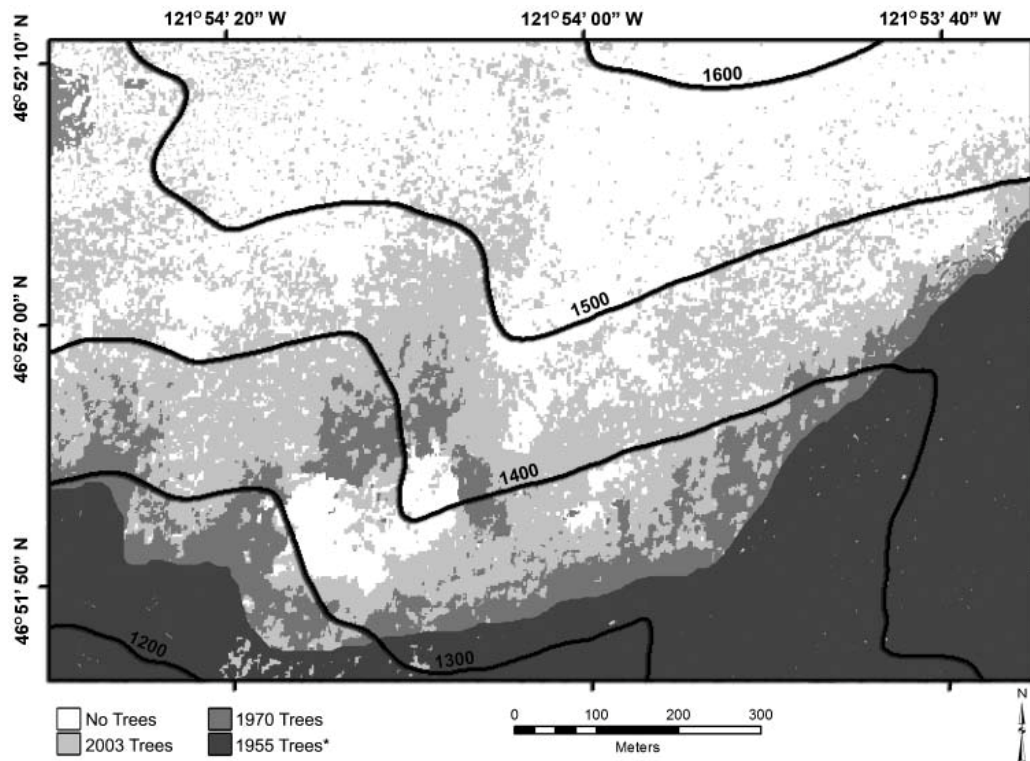 121°54' 20" W 121°54' 00" W 121°53' 40" W
46°52' 10" N
1600
46°52' 00" N
1500
1400
46°51' 50" N
1200
1300
No Trees 1970 Trees
2003 Trees 1955 Trees*
0 100 200 300
Meters
N
S